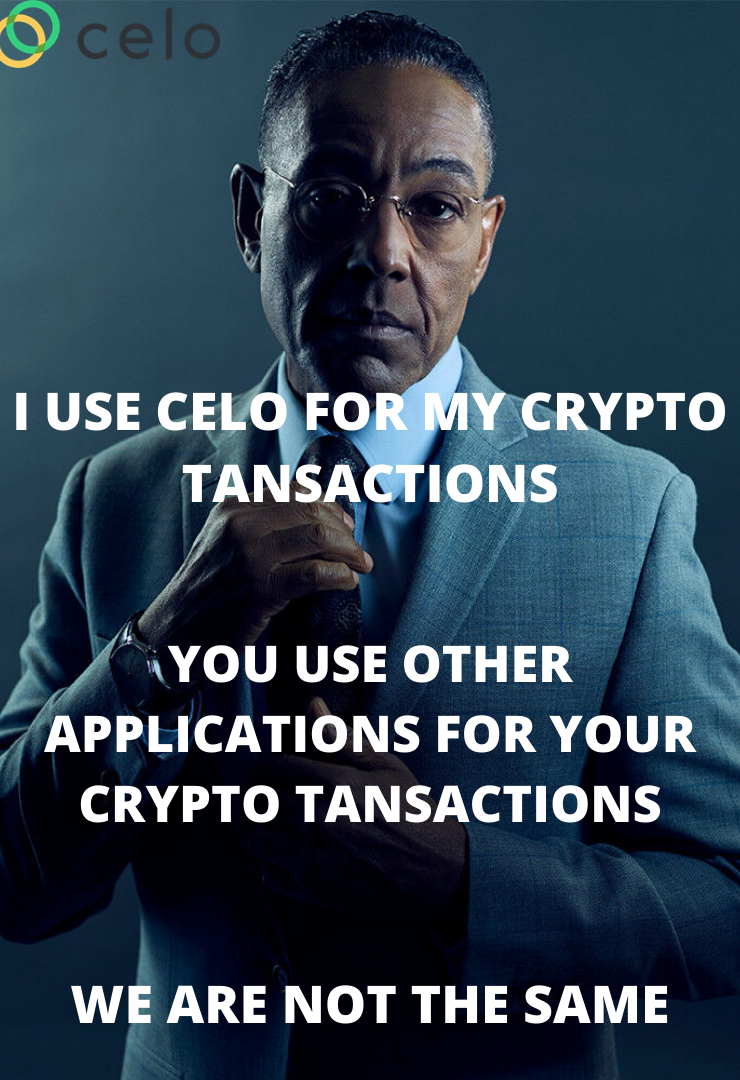 celo
I USE CELO FOR MY CRYPTO
TANSACTIONS
YOU USE OTHER
APPLICATIONS FOR YOUR
CRYPTO TANSACTIONS
WE ARE NOT THE SAME